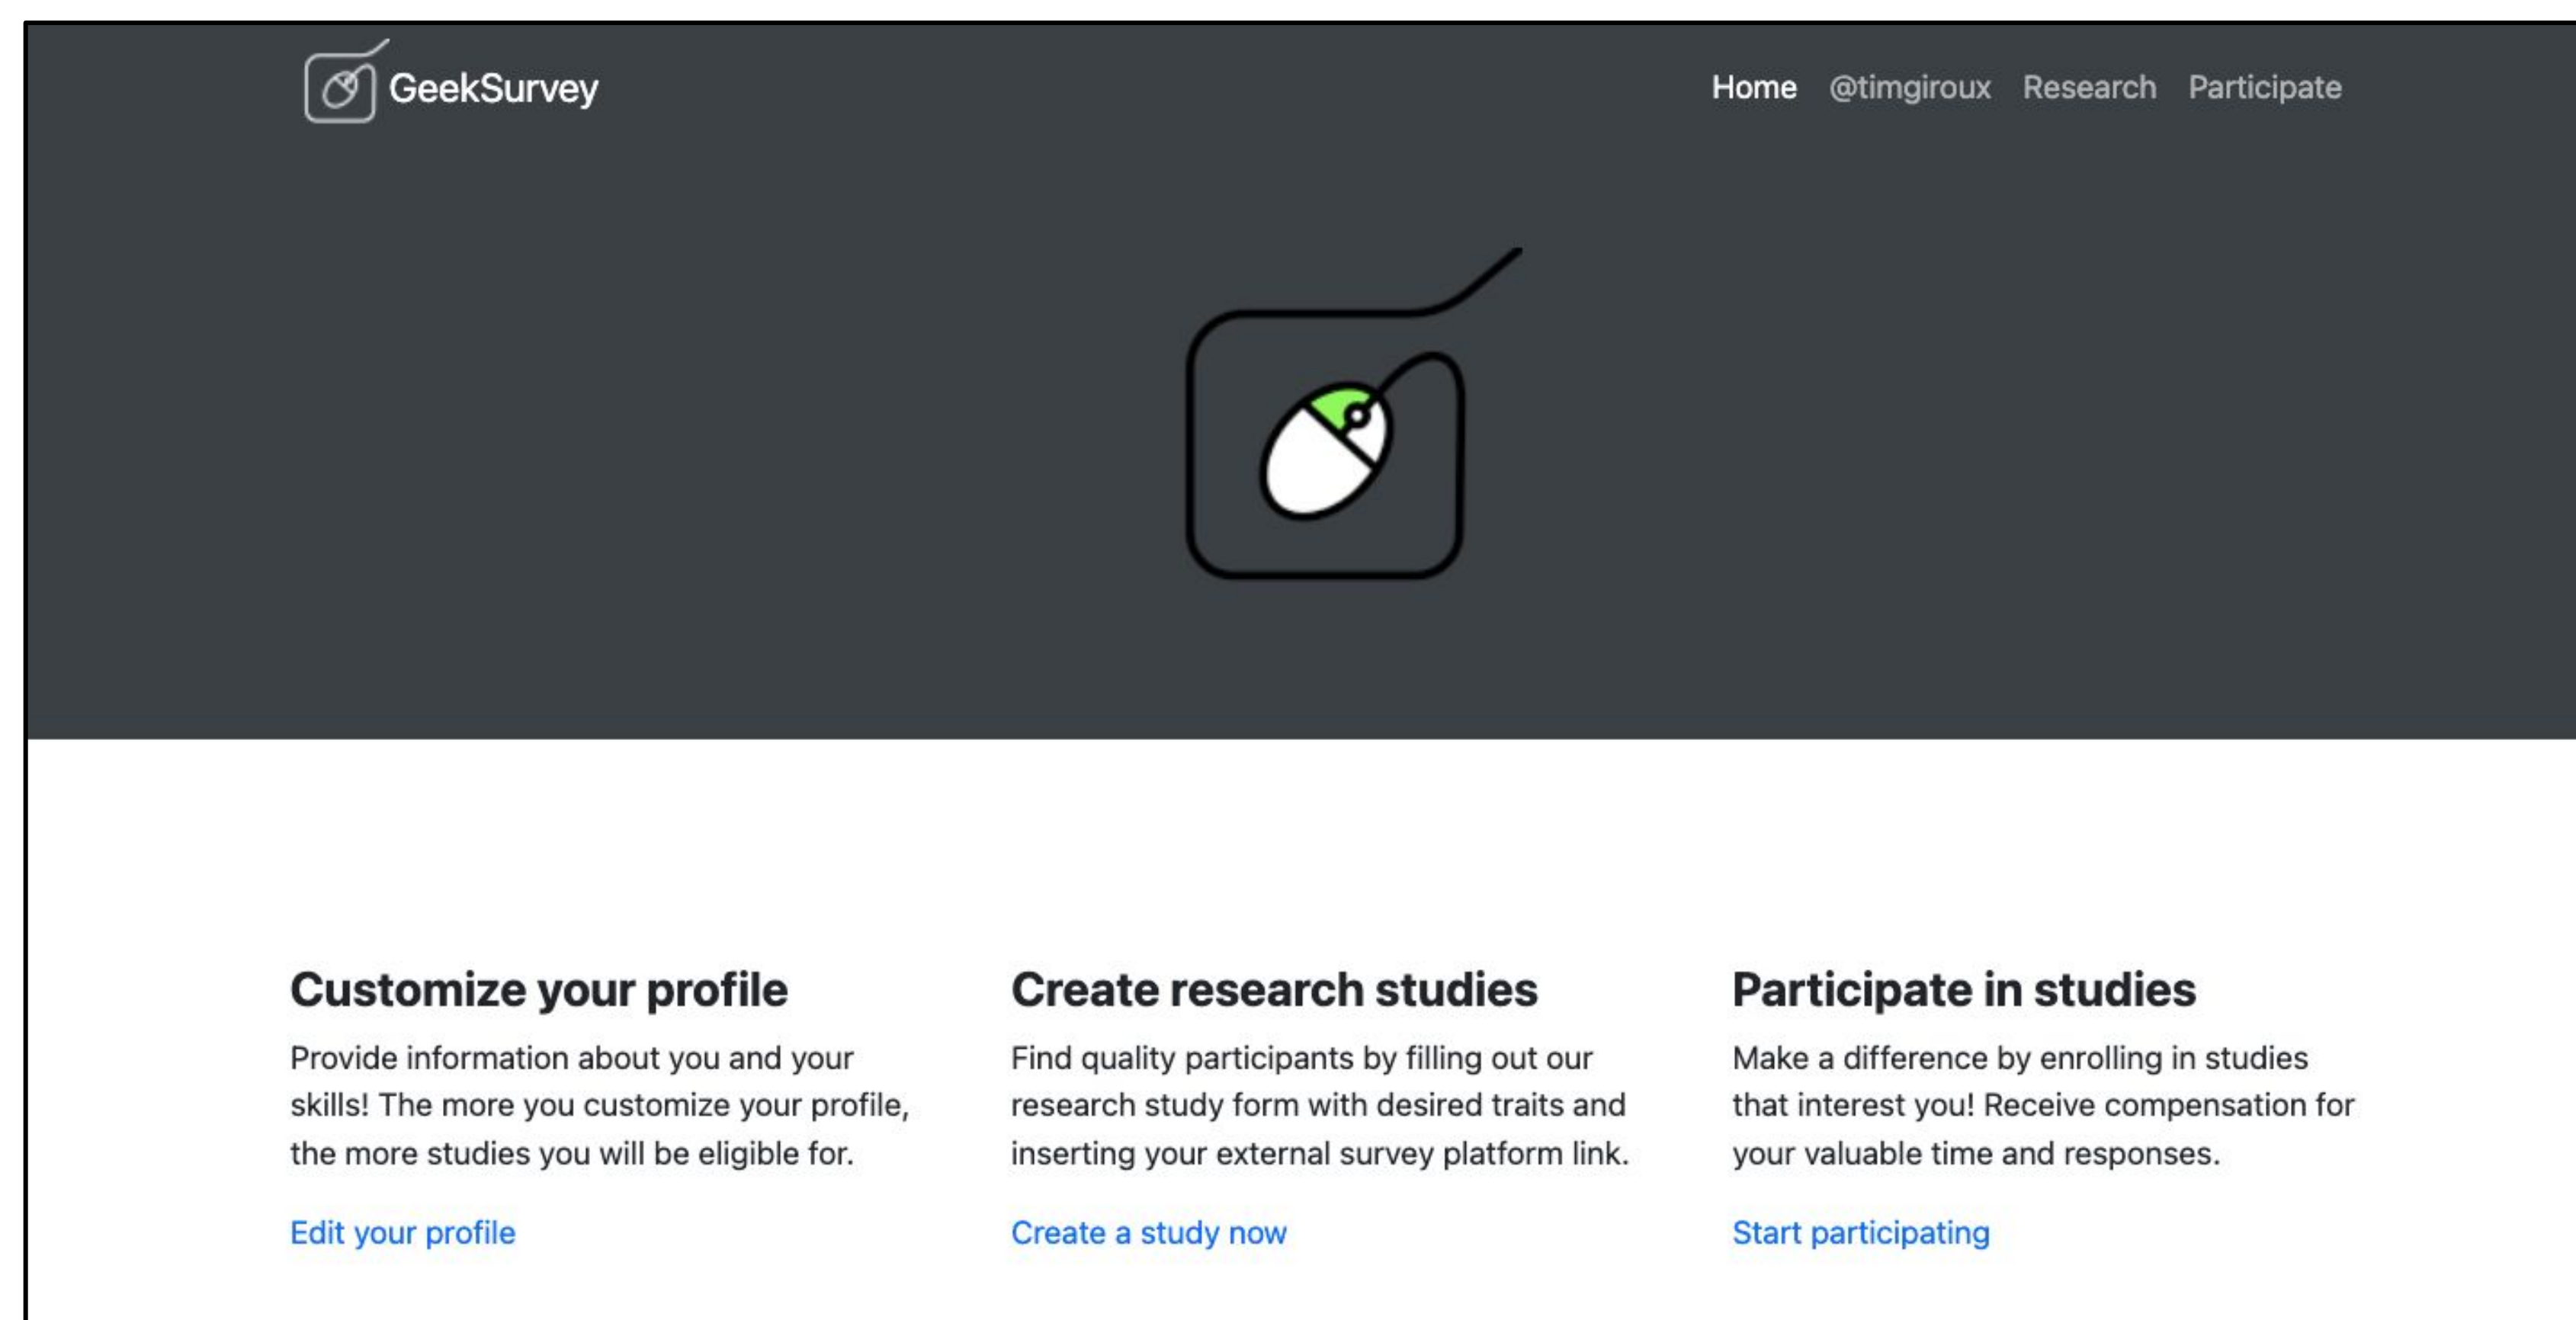 GeekSurvey
Home @timgiroux Research Participate
Customize your profile
Provide information about you and your
skills! The more you customize your profile,
the more studies you will be eligible for.
Edit your profile
Create research studies
Find quality participants by filling out our
research study form with desired traits and
inserting your external survey platform link.
Create a study now
Participate in studies
Make a difference by enrolling in studies
that interest you! Receive compensation for
your valuable time and responses.
Start participating